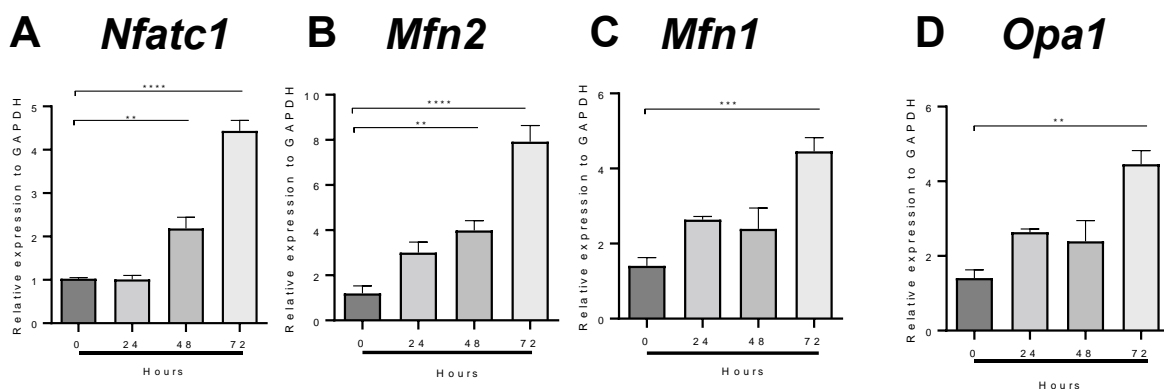 A Nfatc1
Relative expression to GAPDH
5
4
3
2
1
0
****
**
0 24 48 72
Hours
B Mfn2
Relative expression to GAPDH
10
8
6
4
2
0
****
**
0 24 48 72
Hours
C Mfn1
Relative expression to GAPDH
6
4
2
0
***
0 24 48 72
Hours
D Opa1
Relative expression to GAPDH
6
4
2
0
**
0 24 48 72
Hours